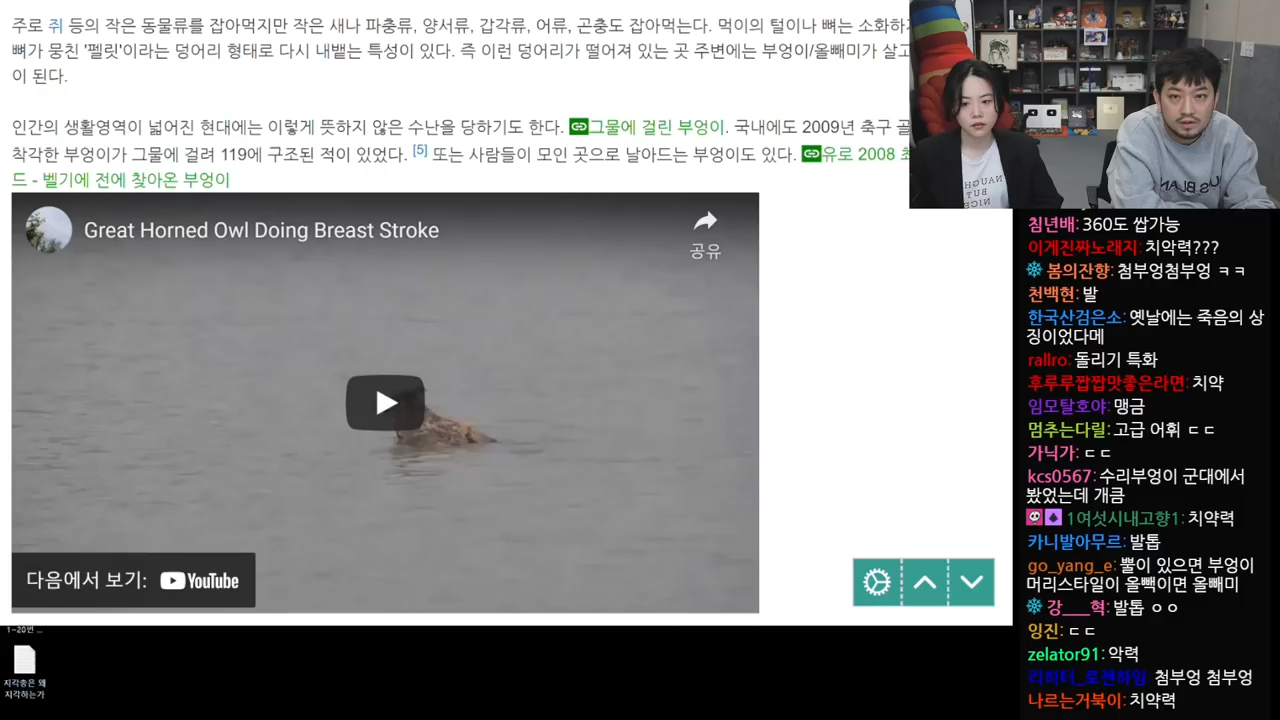 주로 쥐 등의 작은 동물류를 잡아먹지만 작은 새나 파충류, 양서류, 갑각류, 어류, 곤충도 잡아먹는다. 먹이의 털이나 뼈는 소화하
뼈가 뭉친 '펠릿'이라는 덩어리 형태로 다시 내뱉는 특성이 있다. 즉 이런 덩어리가 떨어져 있는 곳 주변에는 부엉이/올빼미가 살고
이 된다.
인간의 생활영역이 넓어진 현대에는 이렇게 뜻하지 않은 수난을 당하기도 한다. 그물에 걸린 부엉이. 국내에도 2009년 축구 골
착각한 부엉이가 그물에 걸려 119에 구조된 적이 있었다. [5] 또는 사람들이 모인 곳으로 날아드는 부엉이도 있다. 유로 2008
드 - 벨기에 전에 찾아온 부엉이
Great Horned Owl Doing Breast Stroke
공유
다음에서 보기: YouTube
1~20번 ...
지각충은 왜
지각하는가
NAUGH
BUT
NICE
US BLAN
침년배: 360도 쌉가능
이게진짜노래지: 치악력???
봄의잔향: 첨부엉첨부엉 ㅋㅋ
천백현: 발
한국산검은소: 옛날에는 죽음의 상
징이었다메
rallro: 돌리기 특화
후루루짭짭맛좋은라면: 치약
임모탈호야: 맹금
멈추는다릴: 고급 어휘 ㄷㄷ
가닉가: ㄷㄷ
kcs0567: 수리부엉이 군대에서
봤었는데 개큼
1여섯시내고향1: 치악력
카니발아무르: 발톱
go_yang_e: 뿔이 있으면 부엉이
머리스타일이 올빽이면 올빼미
강___혁: 발톱 ㅇㅇ
잉진: ㄷㄷ
zelator91: 악력
리히터_로젠하임: 첨부엉 첨부엉
나르는거북이: 치약력